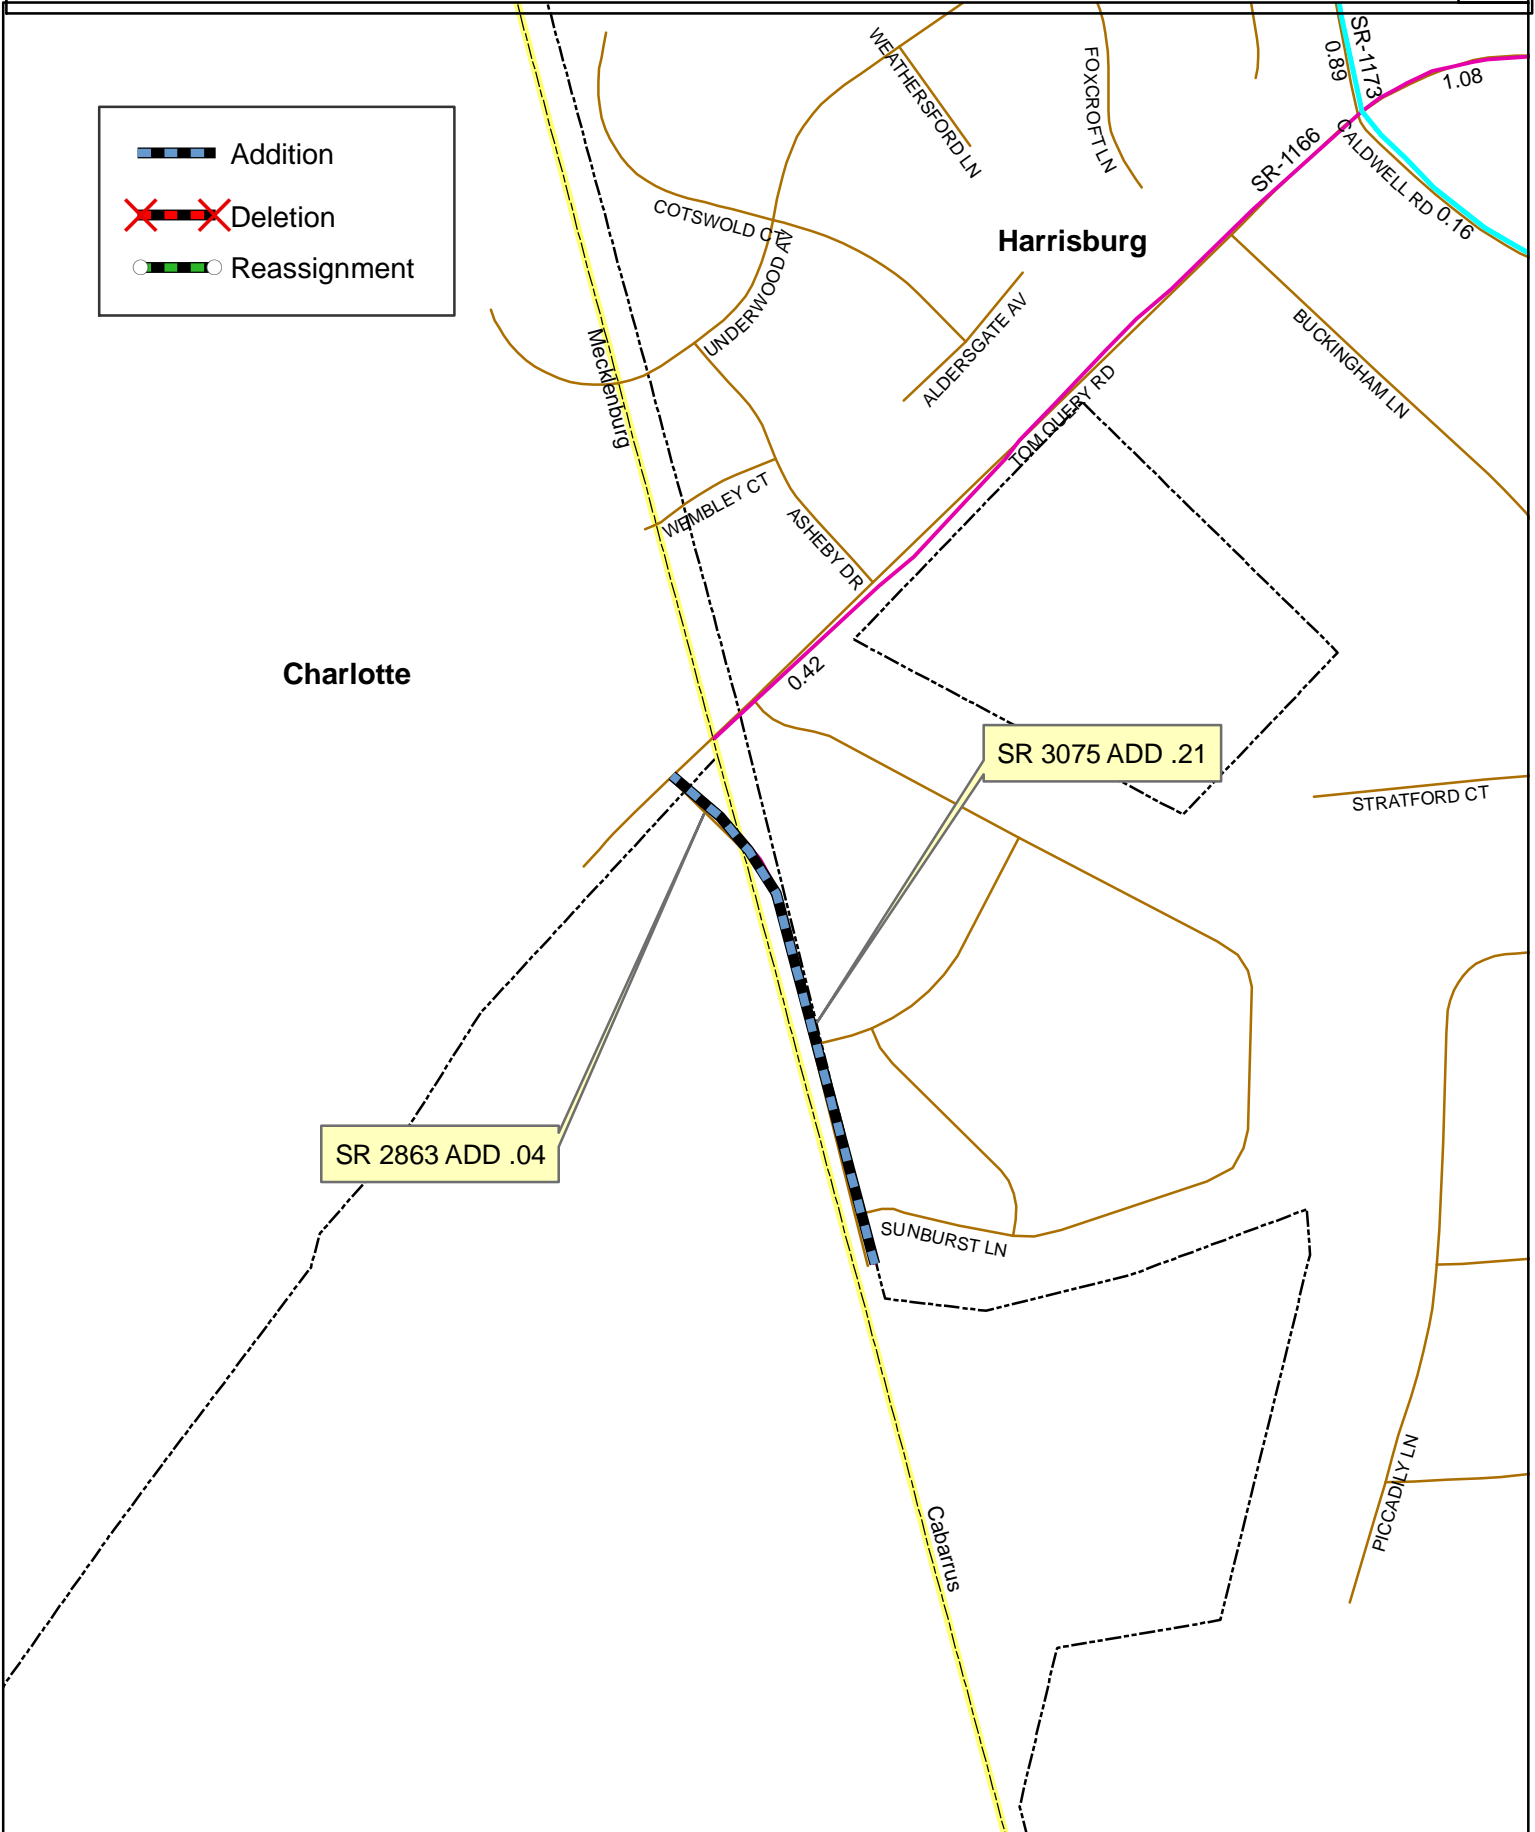 Addition
Deletion
Reassignment
WEATHERSFORD LN
FOXCROFT LN
SR-1173
0.89
1.08
SR-1166
CALDWELL RD
0.16
COTSWOLD CT
UNDERWOOD AV
Harrisburg
ALDERSGATE AV
BUCKINGHAM LN
Mecklenburg
TOM QUERY RD
WEMBLEY CT
ASHEBY DR
Charlotte
0.42
SR 3075 ADD .21
STRATFORD CT
SR 2863 ADD .04
SUNBURST LN
PICCADILY LN
Cabarrus